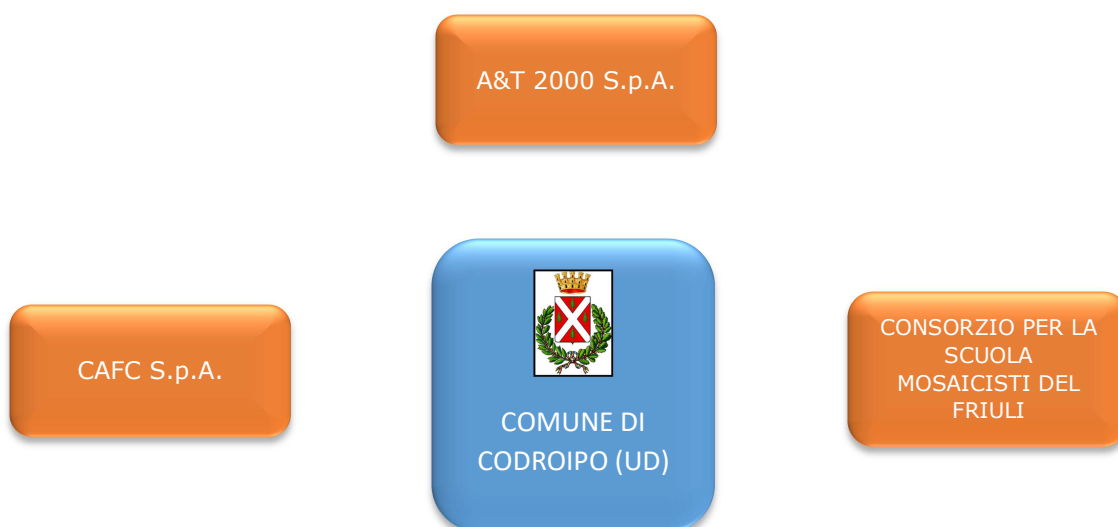 A&T 2000 S.p.A.
CAFC S.p.A.
COMUNE DI
CODROIPO (UD)
CONSORZIO PER LA
SCUOLA
MOSAICISTI DEL
FRIULI